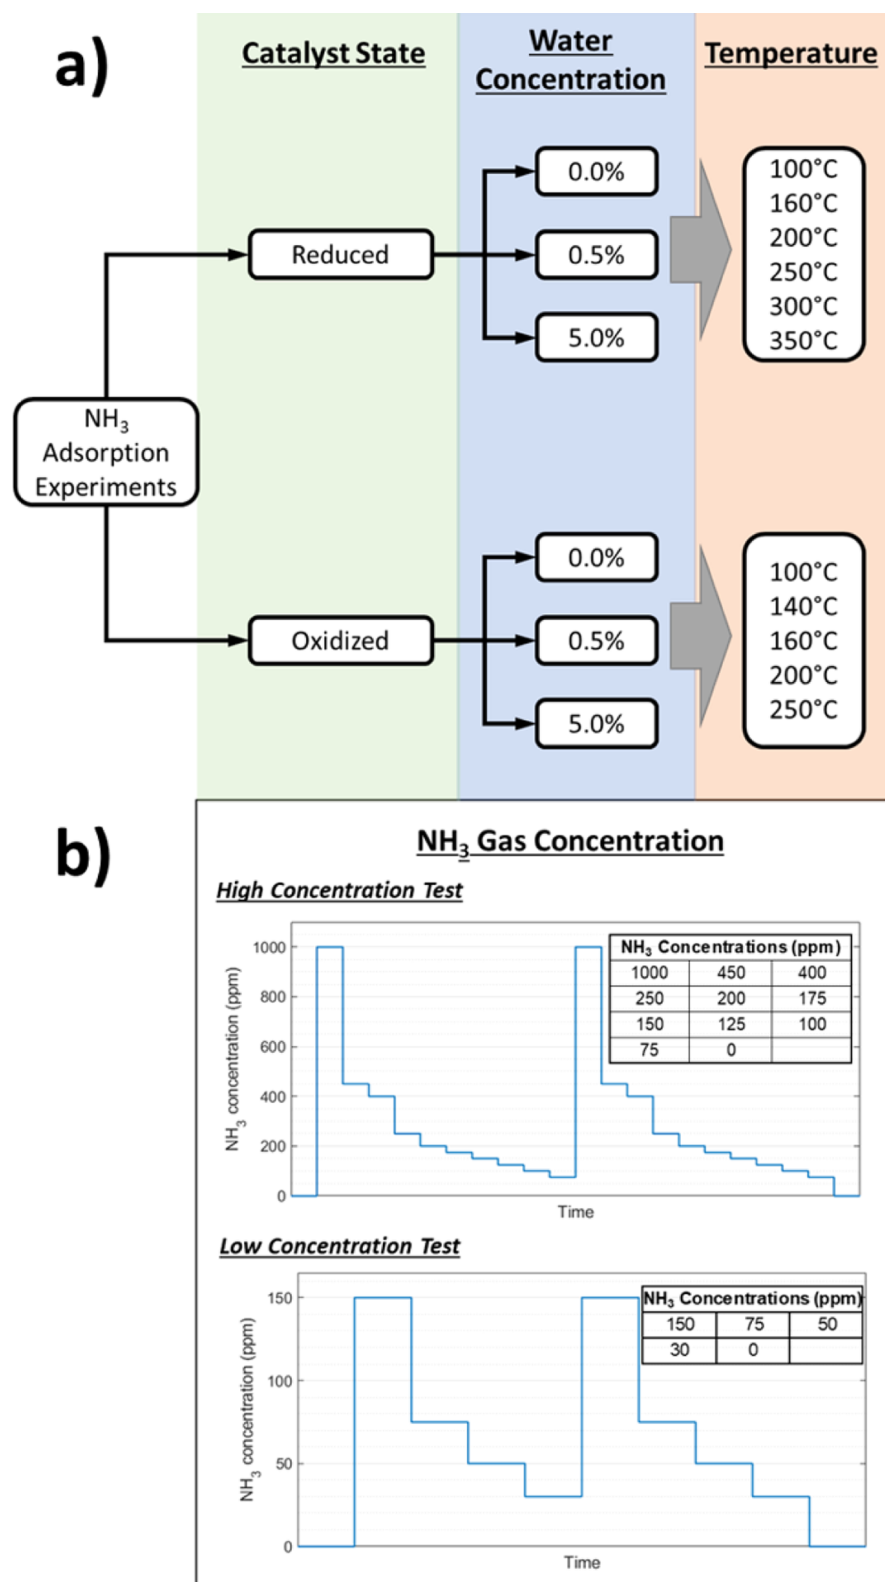 a)
Catalyst State
Water
Concentration
Temperature
NH3
Adsorption
Experiments
Reduced
0.0%
0.5%
5.0%
100°C
160°C
200°C
250°C
300°C
350°C
Oxidized
0.0%
0.5%
5.0%
100°C
140°C
160°C
200°C
250°C
b)
NH3 Gas Concentration
High Concentration Test
NH3 concentration (ppm)
1000
800
600
400
200
0
Time
NH3 Concentrations (ppm)
1000 450 400
250 200 175
150 125 100
75 0
Low Concentration Test
NH3 concentration (ppm)
150
100
50
0
Time
NH3 Concentrations (ppm)
150 75 50
30 0